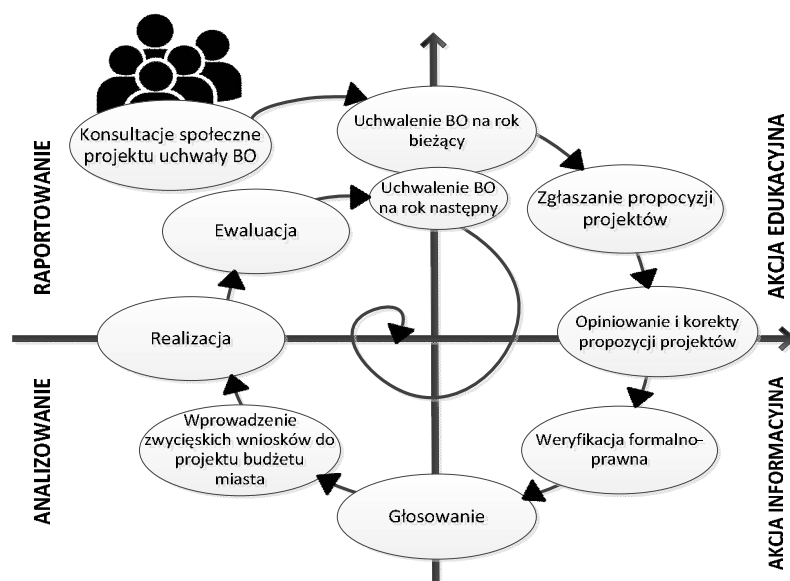 Konsultacje społeczne
projektu uchwały BO
Uchwalenie BO na rok
bieżący
Uchwalenie BO
na rok następny
Zgłaszanie propocyzji
projektów
Ewaluacja
Opiniowanie i korekty
propozycji projektów
Realizacja
Wprowadzenie
zwycięskich wniosków do
projektu budżetu
miasta
Weryfikacja formalno-
prawna
Głosowanie
RAPORTOWANIE
ANALIZOWANIE
AKCJA EDUKACYJNA
AKCJA INFORMACYJNA